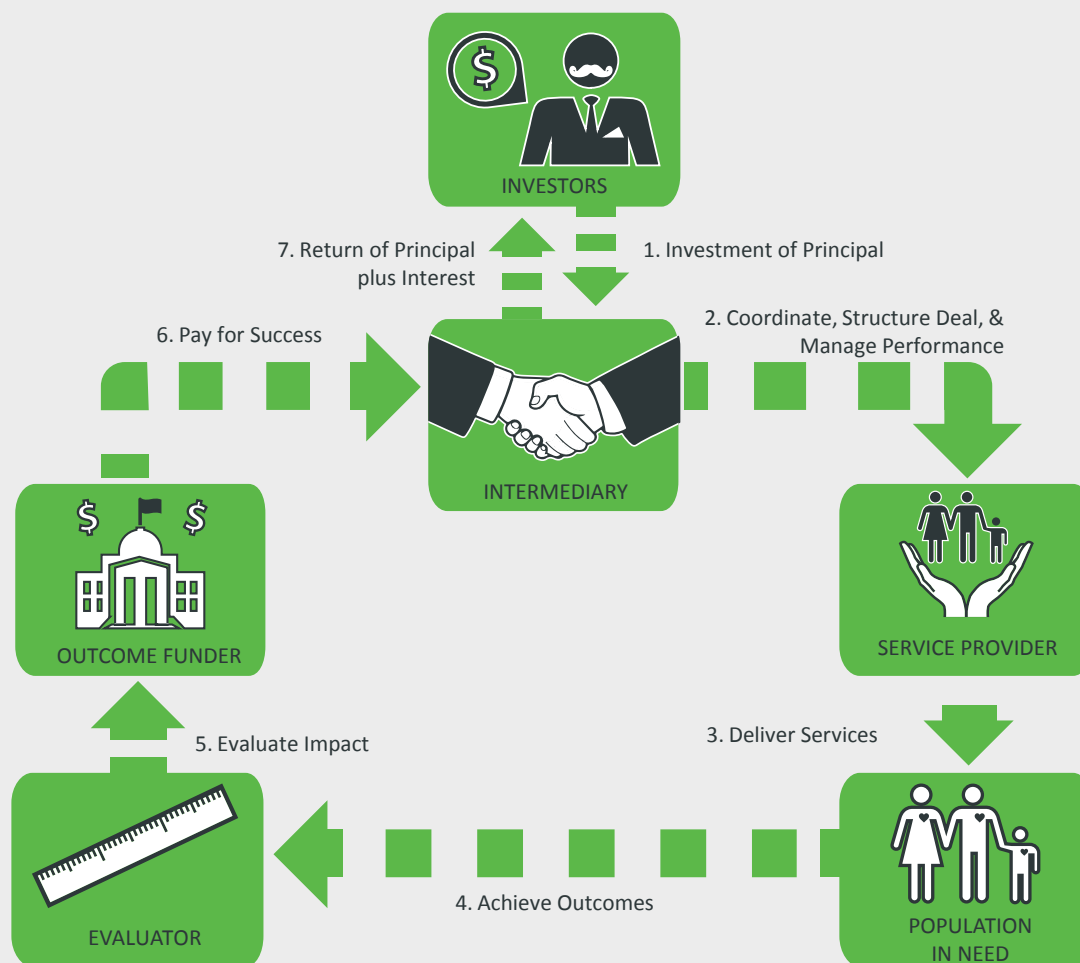 $
INVESTORS
7. Return of Principal
plus Interest
1. Investment of Principal
6. Pay for Success
2. Coordinate, Structure Deal, &
Manage Performance
INTERMEDIARY
$ $
OUTCOME FUNDER
SERVICE PROVIDER
5. Evaluate Impact
3. Deliver Services
4. Achieve Outcomes
EVALUATOR
POPULATION
IN NEED